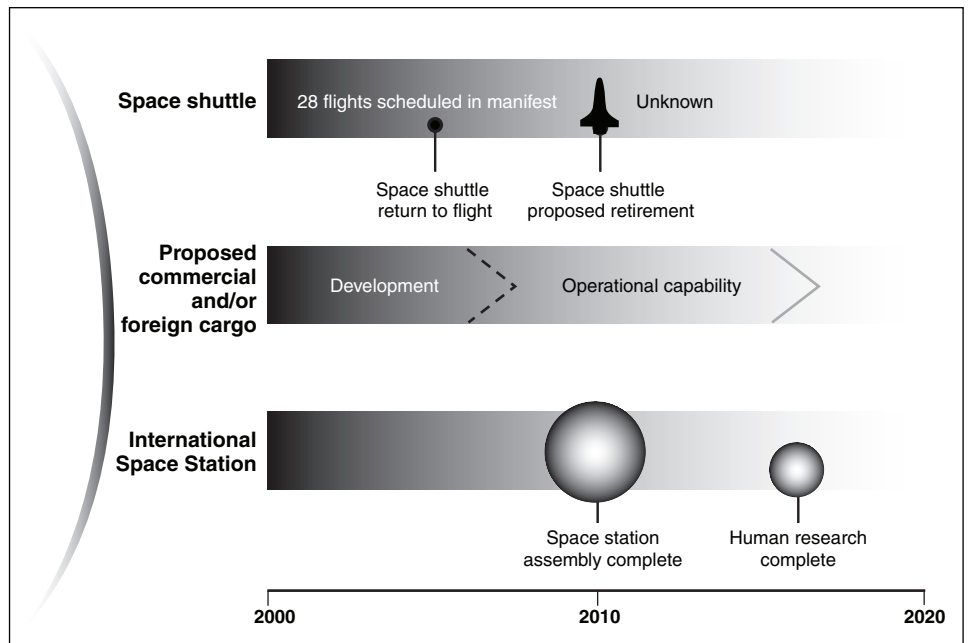 Space shuttle
28 flights scheduled in manifest
Unknown
Space shuttle
return to flight
Space shuttle
proposed retirement
Proposed
commercial
and/or
foreign cargo
Development
Operational capability
International
Space Station
Space station
assembly complete
Human research
complete
2000
2010
2020